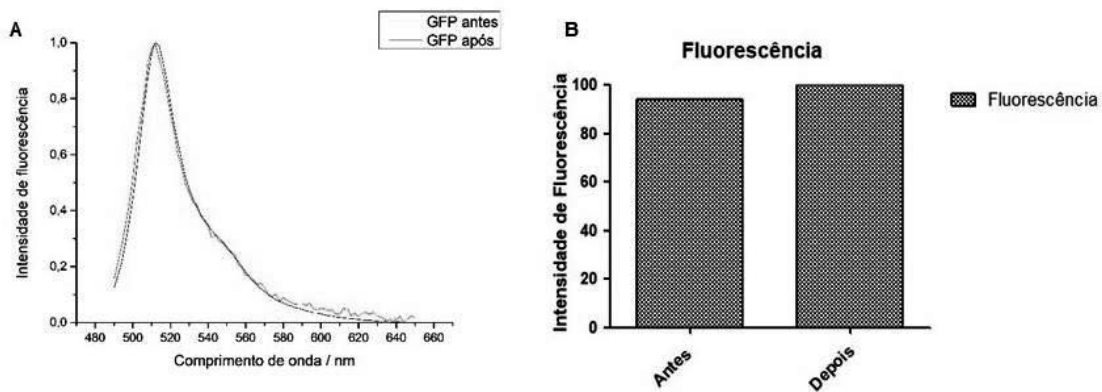 A
GFP antes
GFP após
1,0
0,8
0,6
0,4
0,2
0,0
Intensidade de fluorescência
480 500 520 540 560 580 600 620 640 660
Comprimento de onda / nm
B
Fluorescência
Fluorescência
100
80
60
40
20
0
Intensidade de Fluorescência
Antes
Depois